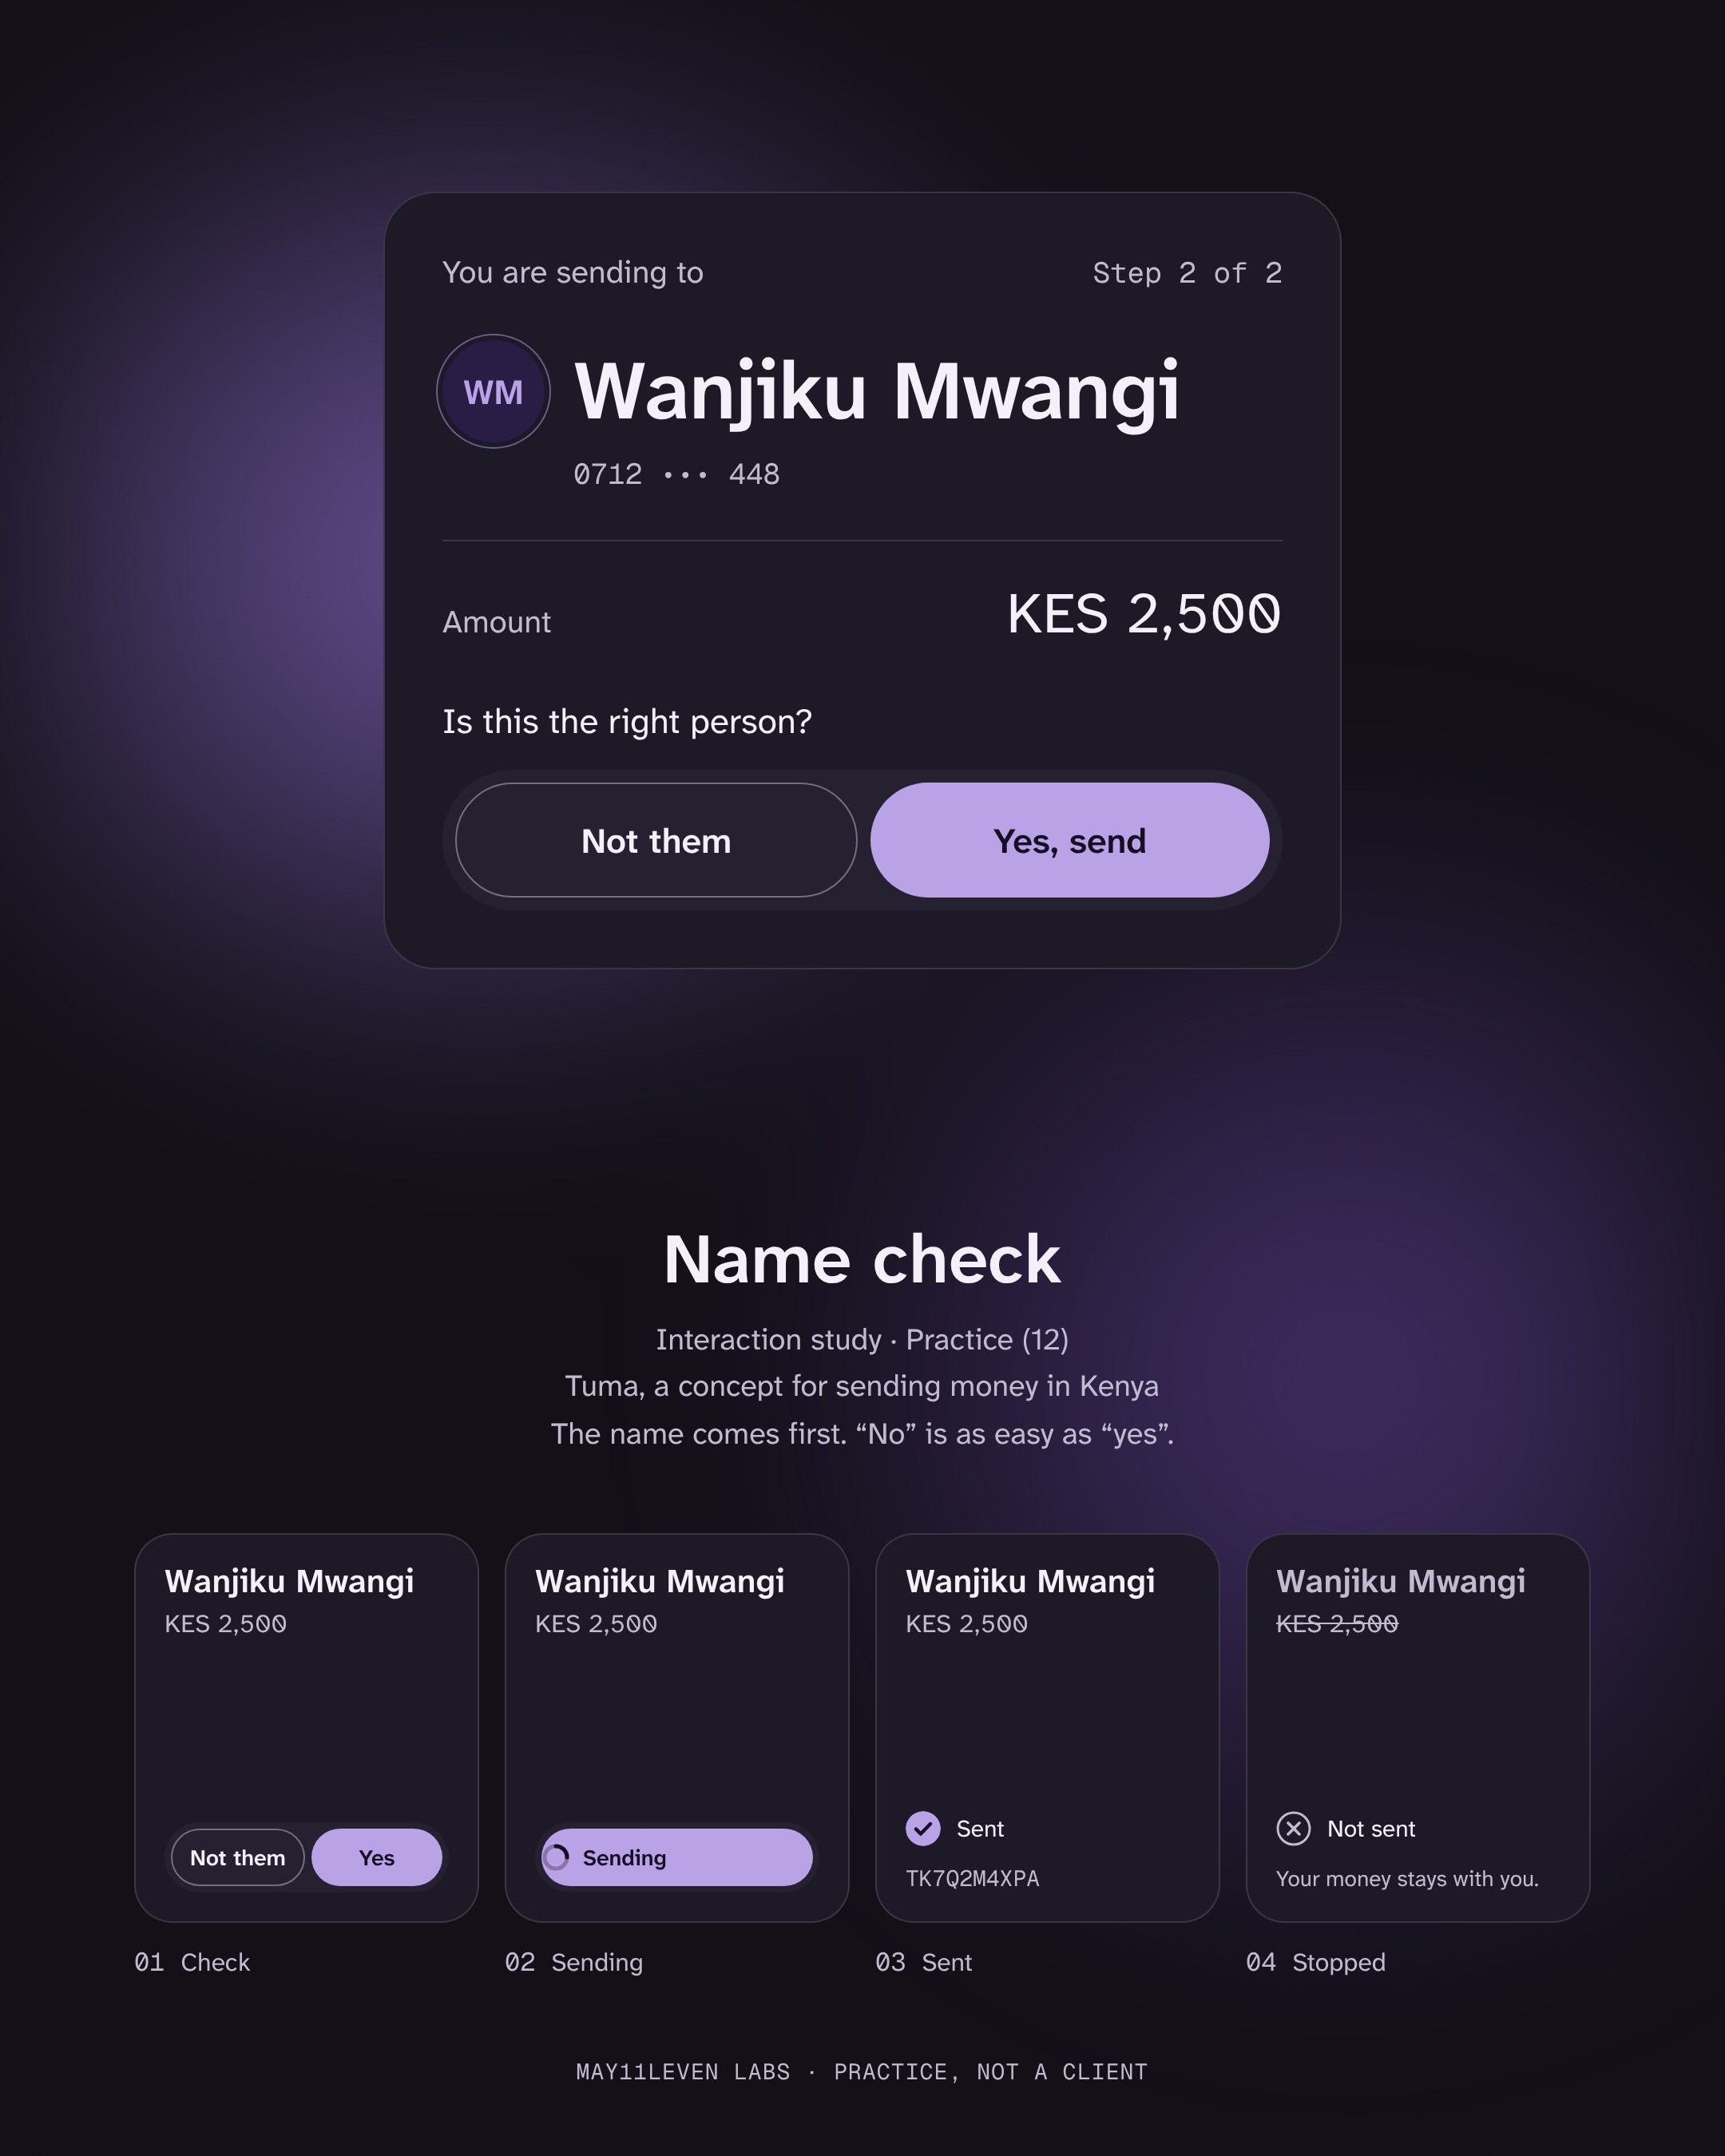 You are sending to
Step 2 of 2
WM
Wanjiku Mwangi
0712 ••• 448
Amount
KES 2,500
Is this the right person?
Not them
Yes, send
Name check
Interaction study · Practice (12)
Tuma, a concept for sending money in Kenya
The name comes first. “No” is as easy as “yes”.
Wanjiku Mwangi
KES 2,500
Not them
Yes
01 Check
Wanjiku Mwangi
KES 2,500
Sending
02 Sending
Wanjiku Mwangi
KES 2,500
Sent
TK7Q2M4XPA
03 Sent
Wanjiku Mwangi
KES 2,500
Not sent
Your money stays with you.
04 Stopped
MAY11LEVEN LABS · PRACTICE, NOT A CLIENT